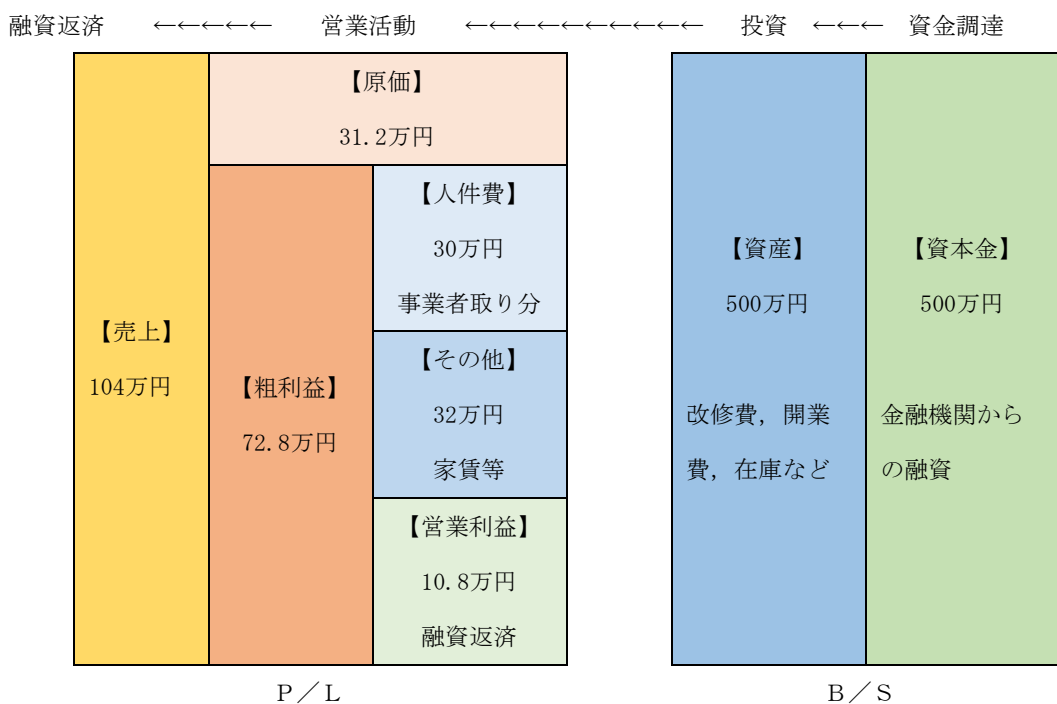 融資返済 ←←←←← 営業活動 ←←←←←←←←←← 投資 ←←← 資金調達
【売上】
104万円
【原価】
31.2万円
【粗利益】
72.8万円
【人件費】
30万円
事業者取り分
【その他】
32万円
家賃等
【営業利益】
10.8万円
融資返済
【資産】
500万円
改修費，開業
費，在庫など
【資本金】
500万円
金融機関から
の融資
Ｐ／Ｌ
Ｂ／Ｓ